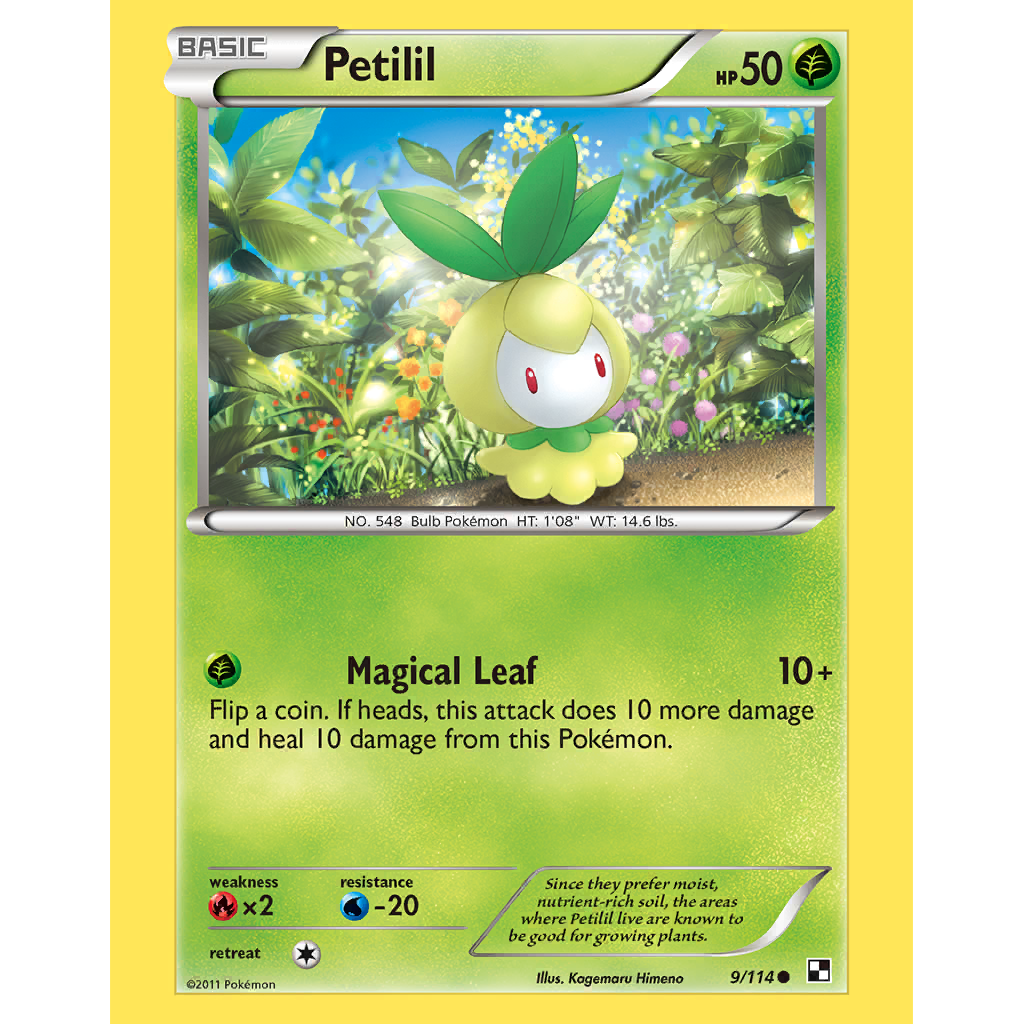 BASIC
Petilil
HP 50
NO. 548 Bulb Pokémon HT: 1'08" WT: 14.6 lbs.
Magical Leaf 10+
Flip a coin. If heads, this attack does 10 more damage
and heal 10 damage from this Pokémon.
weakness
×2
resistance
-20
retreat
Since they prefer moist,
nutrient-rich soil, the areas
where Petilil live are known to
be good for growing plants.
Illus. Kagemaru Himeno
9/114
©2011 Pokémon